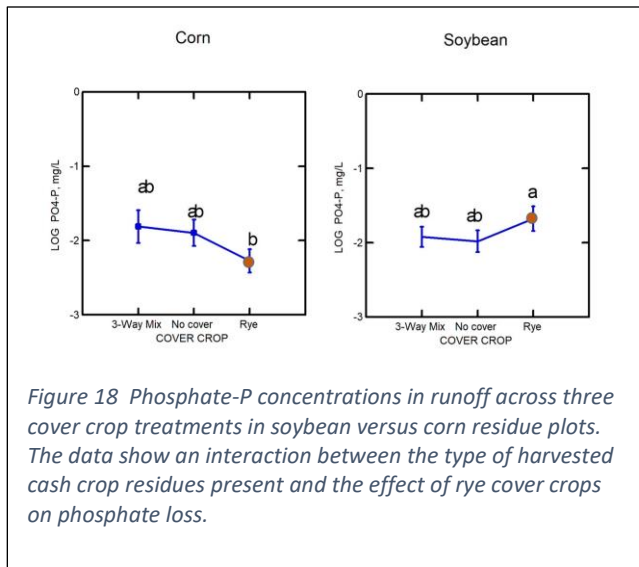 Corn
Soybean
0
-1
-2
-3
LOG PO4-P, mg/L
ab
ab
b
3-Way Mix No cover Rye
COVER CROP
0
-1
-2
-3
LOG PO4-P, mg/L
ab
ab
a
3-Way Mix No cover Rye
COVER CROP
Figure 18 Phosphate-P concentrations in runoff across three
cover crop treatments in soybean versus corn residue plots.
The data show an interaction between the type of harvested
cash crop residues present and the effect of rye cover crops
on phosphate loss.